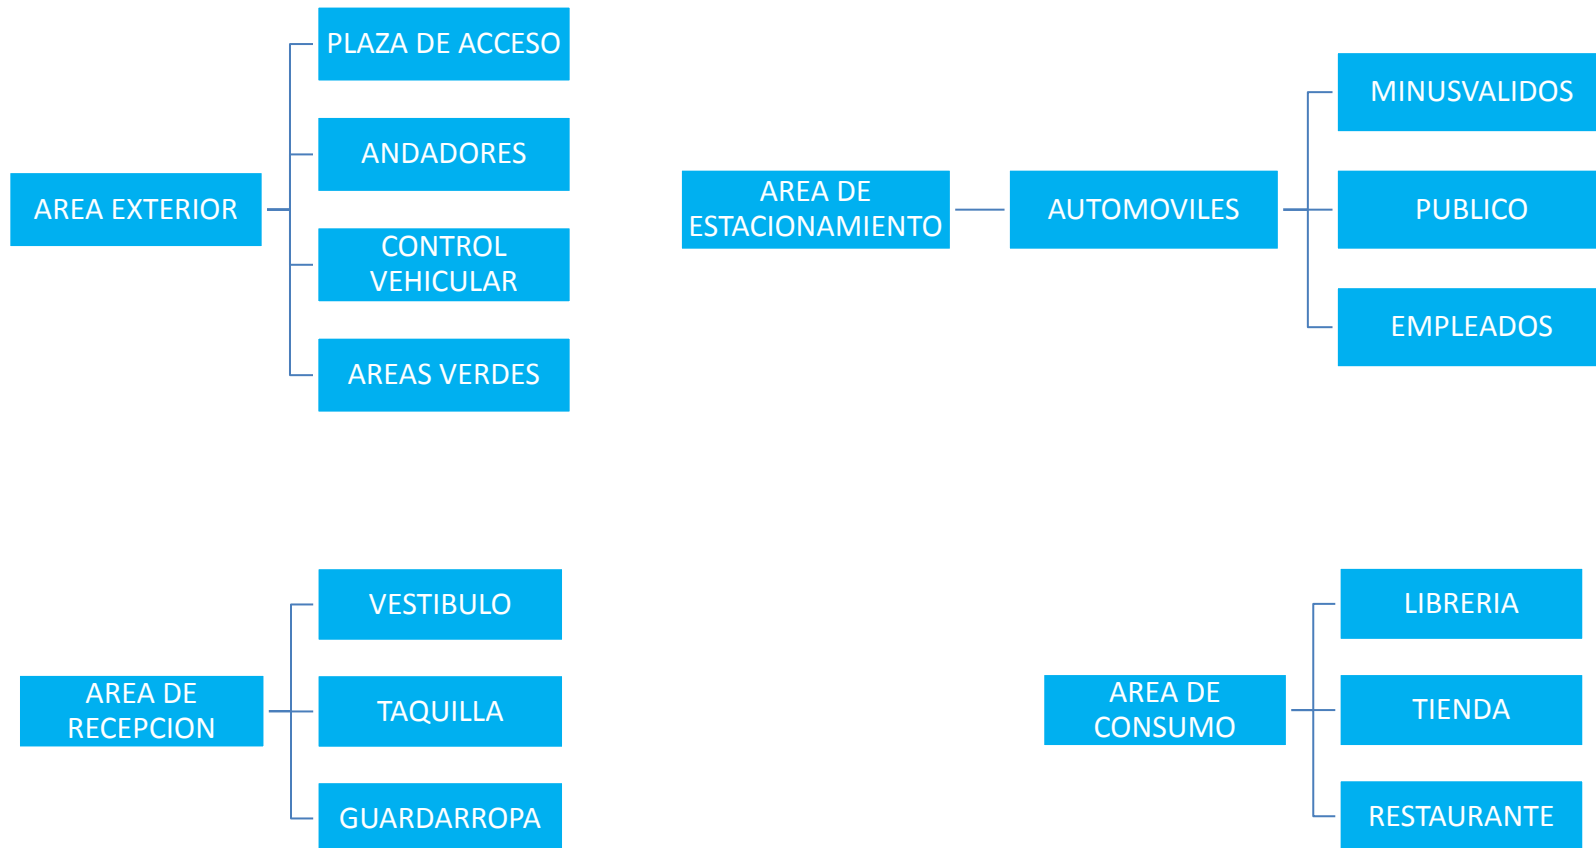 AREA EXTERIOR
PLAZA DE ACCESO
ANDADORES
CONTROL
VEHICULAR
AREAS VERDES
AREA DE
ESTACIONAMIENTO
AUTOMOVILES
MINUSVALIDOS
PUBLICO
EMPLEADOS
AREA DE
RECEPCION
VESTIBULO
TAQUILLA
GUARDARROPA
AREA DE
CONSUMO
LIBRERIA
TIENDA
RESTAURANTE